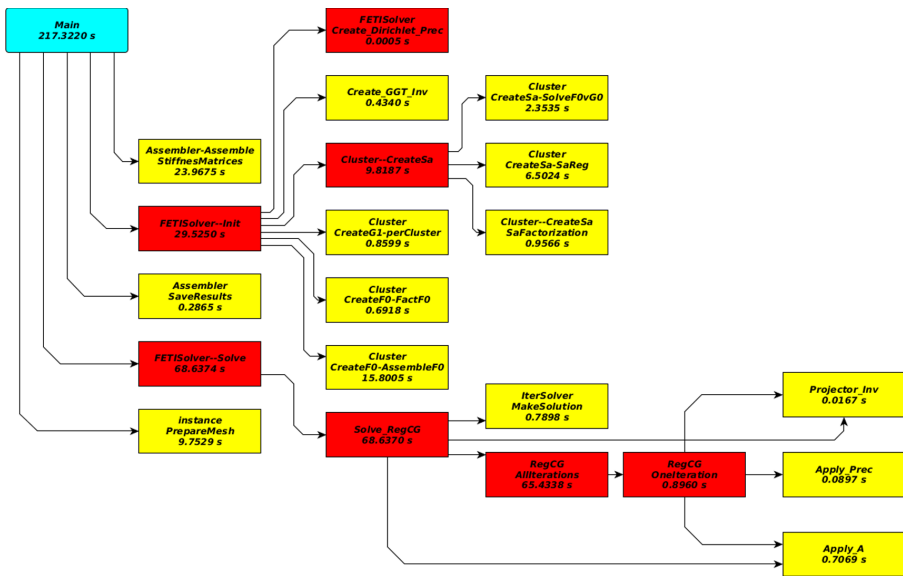 Main
217.3220 s
FETISolver
Create_Dirichlet_Prec
0.0005 s
Create_GGT_Inv
0.4340 s
Cluster
CreateSa-SolveF0vG0
2.3535 s
Assembler-Assemble
StiffnesMatrices
23.9675 s
Cluster--CreateSa
9.8187 s
Cluster
CreateSa-SaReg
6.5024 s
FETISolver--Init
29.5250 s
Cluster
CreateG1-perCluster
0.8599 s
Cluster--CreateSa
SaFactorization
0.9566 s
Assembler
SaveResults
0.2865 s
Cluster
CreateF0-FactF0
0.6918 s
FETISolver--Solve
68.6374 s
Cluster
CreateF0-AssembleF0
15.8005 s
instance
PrepareMesh
9.7529 s
Solve_RegCG
68.6370 s
IterSolver
MakeSolution
0.7898 s
Projector_Inv
0.0167 s
RegCG
AllIterations
65.4338 s
RegCG
OneIteration
0.8960 s
Apply_Prec
0.0897 s
Apply_A
0.7069 s